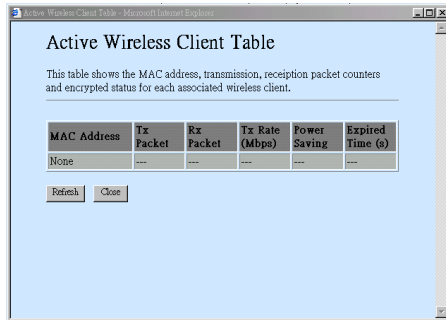 Active Wireless Client Table - Microsoft Internet Explorer
Active Wireless Client Table
This table shows the MAC address, transmission, receiption packet counters
and encrypted status for each associated wireless client.
MAC Address Tx Packet Rx Packet Tx Rate (Mbps) Power Saving Expired Time (s)
None --- --- --- --- ---
Refresh Close